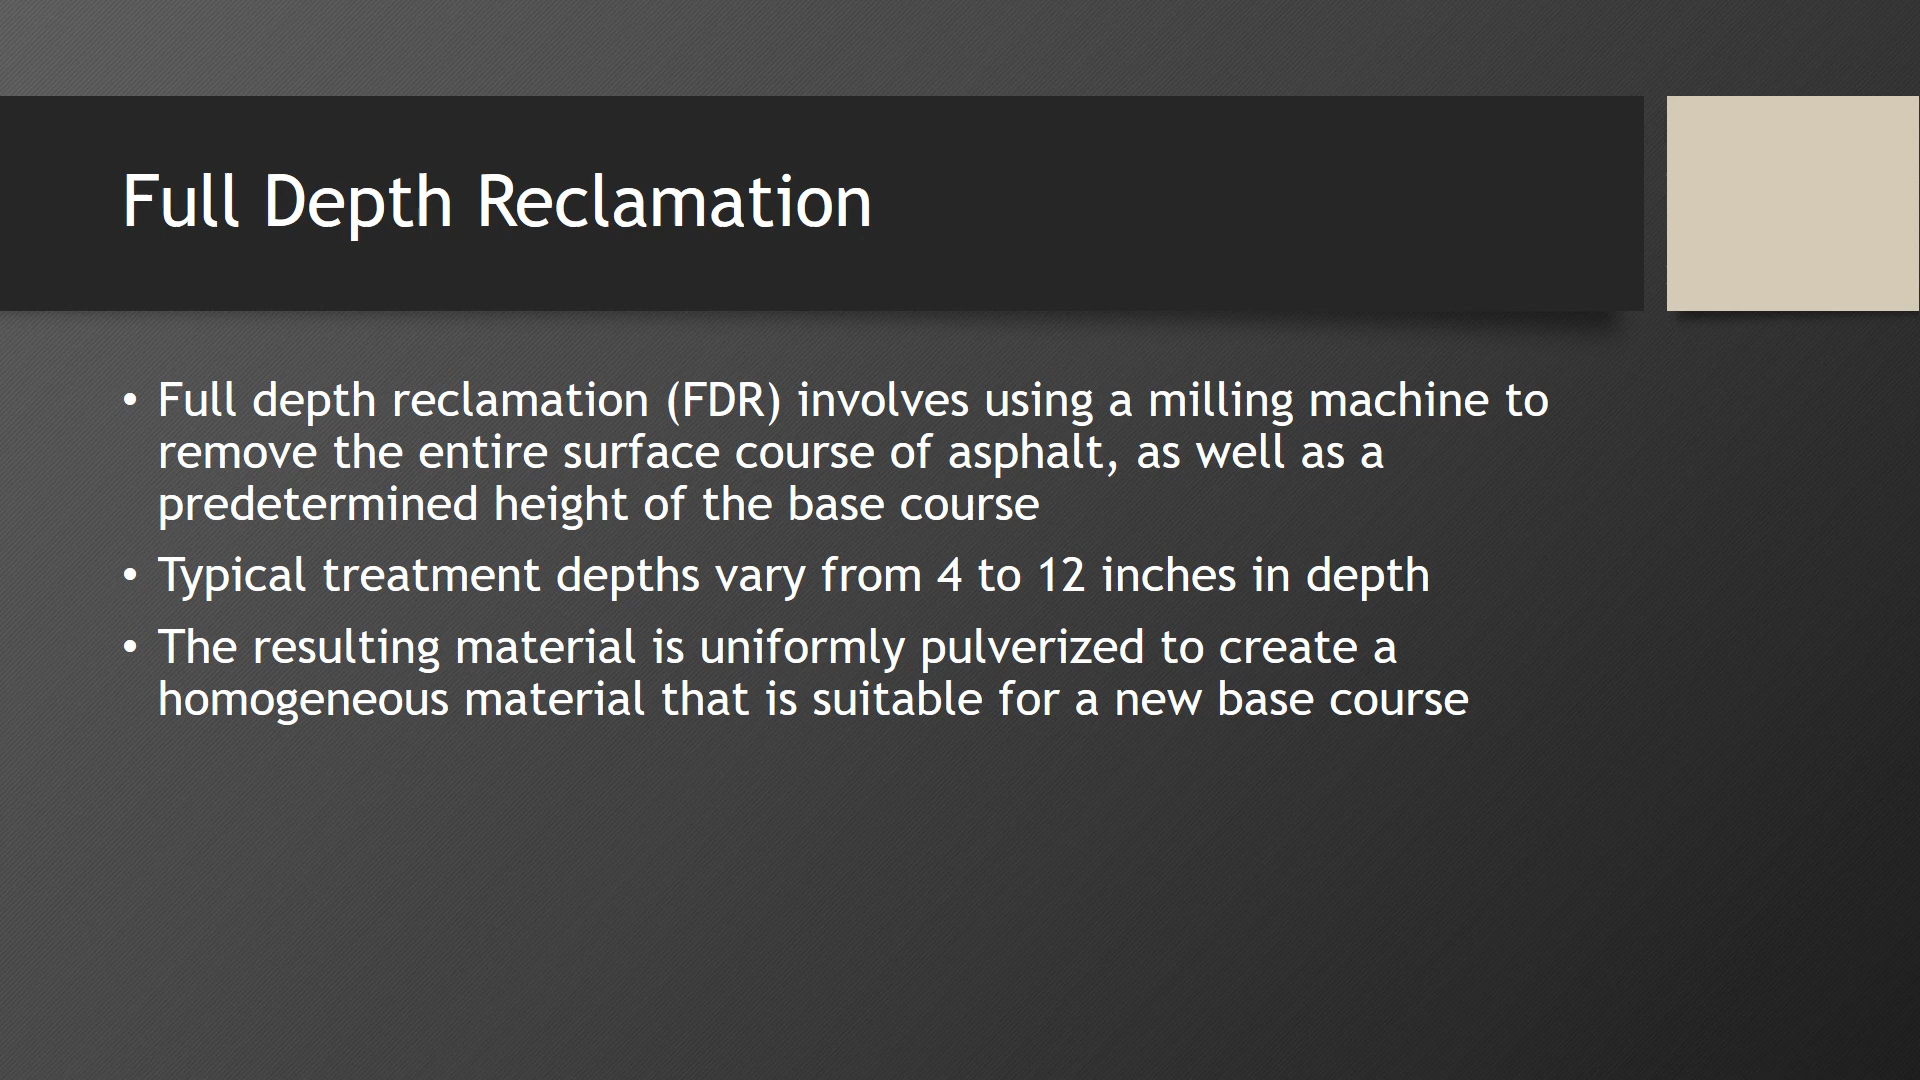 Full Depth Reclamation
• Full depth reclamation (FDR) involves using a milling machine to
remove the entire surface course of asphalt, as well as a
predetermined height of the base course
• Typical treatment depths vary from 4 to 12 inches in depth
• The resulting material is uniformly pulverized to create a
homogeneous material that is suitable for a new base course